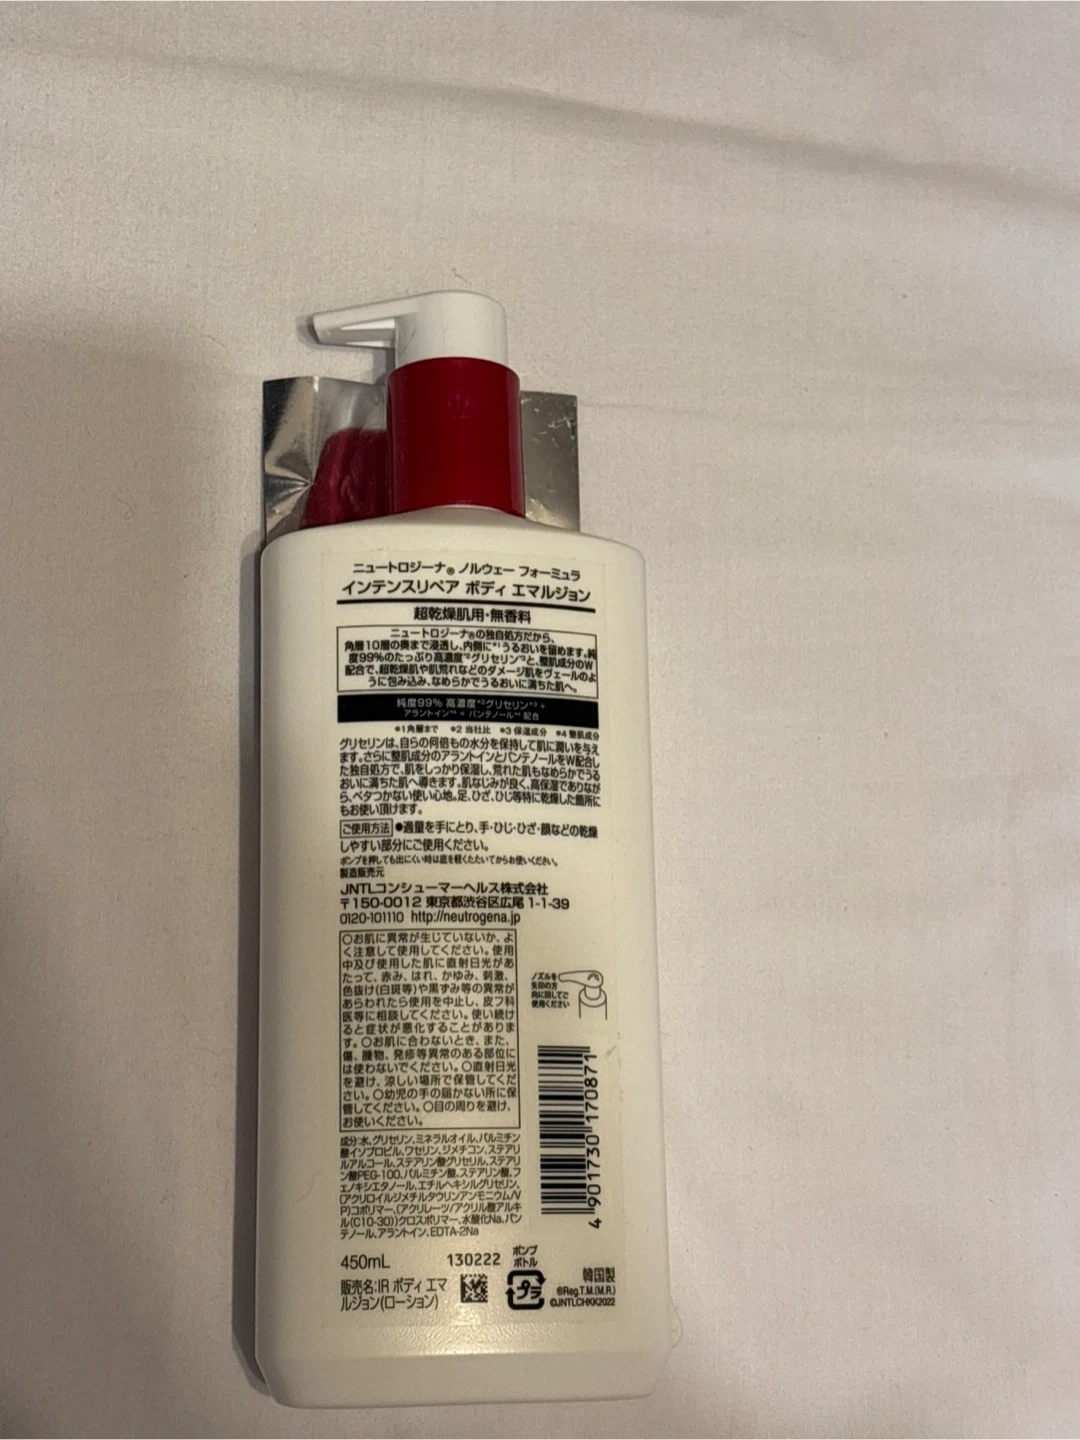 ニュートロジーナ® ノルウェー フォーミュラ
インテンスリペア ボディ エマルジョン
超乾燥肌用・無香料
ニュートロジーナ®の独自処方だから、
角層10層の奥まで浸透し、内側に*1うるおいを留めます。純
度99%のたっぷり高濃度*2グリセリン*3と、整肌成分のW
配合で、超乾燥肌や肌荒れなどのダメージ肌をヴェールのよ
うに包み込み、なめらかでうるおいに満ちた肌へ。
純度99% 高濃度*2グリセリン*3 +
アラントイン*4 + パンテノール*4 配合
*1角層まで *2 当社比 *3 保湿成分 *4 整肌成分
グリセリンは、自らの何倍もの水分を保持して肌に潤いを与え
ます。さらに整肌成分のアラントインとパンテノールをW配合し
た独自処方で、肌をしっかり保湿し、荒れた肌もなめらかでうる
おいに満ちた肌へ導きます。肌なじみが良く、高保湿でありなが
ら、ベタつかない使い心地。足、ひざ、ひじ等特に乾燥した箇所に
もお使い頂けます。
ご使用方法 ●適量を手にとり、手・ひじ・ひざ・顔などの乾燥
しやすい部分にご使用ください。
ポンプを押しても出にくい時は底を軽くたたいてからお使いください。
製造販売元
JNTLコンシューマーヘルス株式会社
〒150-0012 東京都渋谷区広尾 1-1-39
0120-101110 http://neutrogena.jp
○お肌に異常が生じていないか、よ
く注意して使用してください。使用
中及び使用した肌に直射日光があ
たって、赤み、はれ、かゆみ、刺激、
色抜け(白斑等)や黒ずみ等の異常が
あらわれたら使用を中止し、皮フ科
医等に相談してください。使い続け
ると症状が悪化することがありま
す。○お肌に合わないとき、また、
傷、腫物、発疹等異常のある部位に
は使わないでください。○直射日光
を避け、涼しい場所で保管してくだ
さい。○幼児の手の届かない所に保
管してください。○目の周りを避け、
お使いください。
ノズルを
矢印の方
向に回してご
使用ください
4 901730 170871
成分:水、グリセリン、ミネラルオイル、パルミチン
酸イソプロピル、ワセリン、ジメチコン、ステアリ
ルアルコール、ステアリン酸グリセリル、ステアリ
ン酸PEG-100、パルミチン酸、ステアリン酸、フ
ェノキシエタノール、エチルヘキシルグリセリン、
(アクリロイルジメチルタウリンアンモニウム/V
P)コポリマー、(アクリレーツ/アクリル酸アルキ
ル(C10-30))クロスポリマー、水酸化Na、パン
テノール、アラントイン、EDTA-2Na
450mL
130222
ポンプ
ボトル
プラ
販売名:IR ボディ エマ
ルジョン(ローション)
韓国製
®Reg.T.M.(M.R.)
©JNTLCHKK2022